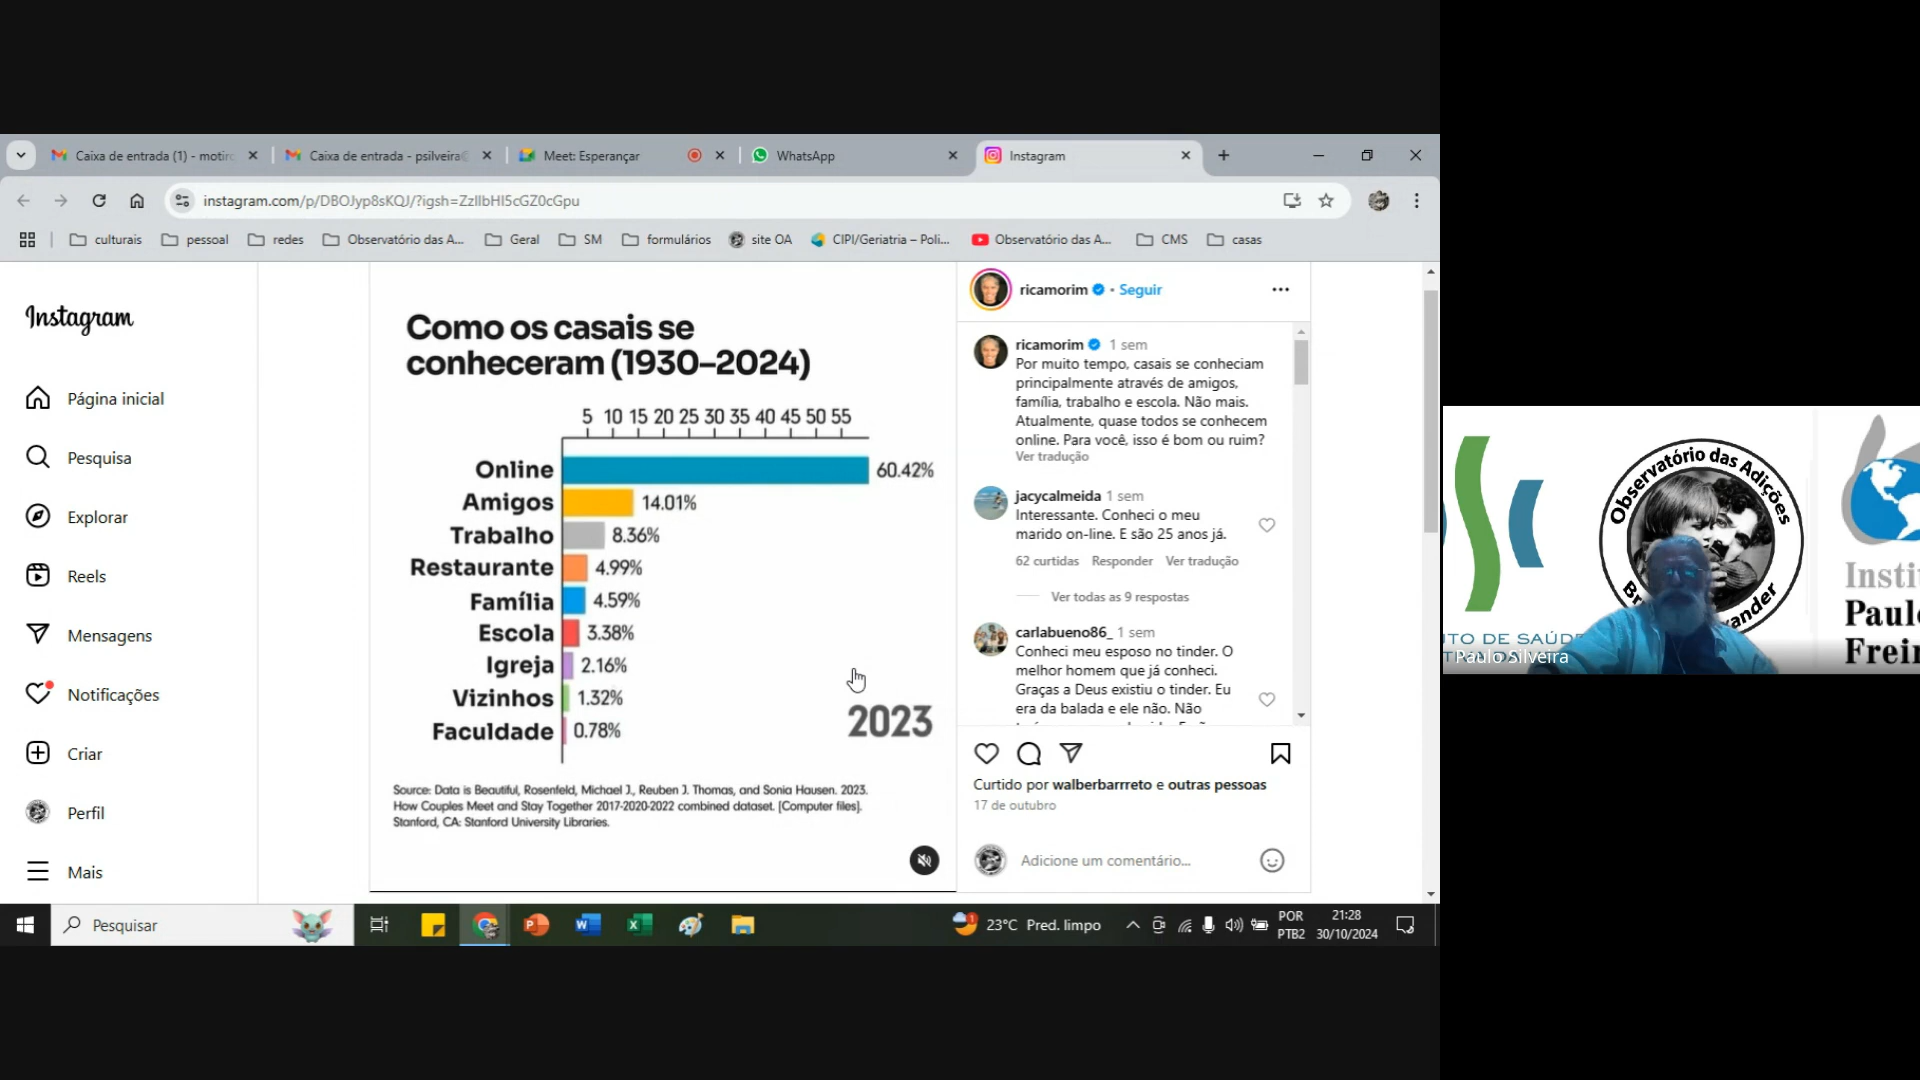 Caixa de entrada (1) - motiro
Caixa de entrada - psilveira@
Meet: Esperançar
WhatsApp
Instagram
instagram.com/p/DBOJyp8sKQJ/?igsh=ZzllbHl5cGZ0cGpu
culturais
pessoal
redes
Observatório das A...
Geral
SM
formulários
site OA
CIPI/Geriatria – Poli...
Observatório das A...
CMS
casas
Instagram
Página inicial
Pesquisa
Explorar
Reels
Mensagens
Notificações
Criar
Perfil
Mais
Como os casais se
conheceram (1930–2024)
5 10 15 20 25 30 35 40 45 50 55
Online 60.42%
Amigos 14.01%
Trabalho 8.36%
Restaurante 4.99%
Família 4.59%
Escola 3.38%
Igreja 2.16%
Vizinhos 1.32%
Faculdade 0.78%
2023
Source: Data is Beautiful, Rosenfeld, Michael J., Reuben J. Thomas, and Sonia Hausen. 2023.
How Couples Meet and Stay Together 2017-2020-2022 combined dataset. [Computer files].
Stanford, CA: Stanford University Libraries.
ricamorim • Seguir
ricamorim 1 sem
Por muito tempo, casais se conheciam
principalmente através de amigos,
família, trabalho e escola. Não mais.
Atualmente, quase todos se conhecem
online. Para você, isso é bom ou ruim?
Ver tradução
jacycalmeida 1 sem
Interessante. Conheci o meu
marido on-line. E são 25 anos já.
62 curtidas Responder Ver tradução
Ver todas as 9 respostas
carlabueno86_ 1 sem
Conheci meu esposo no tinder. O
melhor homem que já conheci.
Graças a Deus existiu o tinder. Eu
era da balada e ele não. Não
Curtido por walberbarrreto e outras pessoas
17 de outubro
Adicione um comentário...
Pesquisar
1
23°C Pred. limpo
POR
PTB2
21:28
30/10/2024
Observatório das Adições
Instit
Paulo
Freir
TO DE SAÚDE
Paulo Silveira